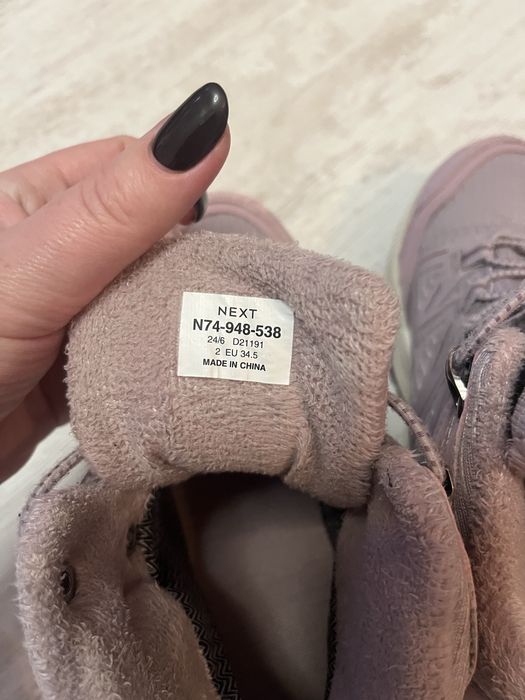 NEXT
N74-948-538
24/6 D21191
2 EU 34.5
MADE IN CHINA